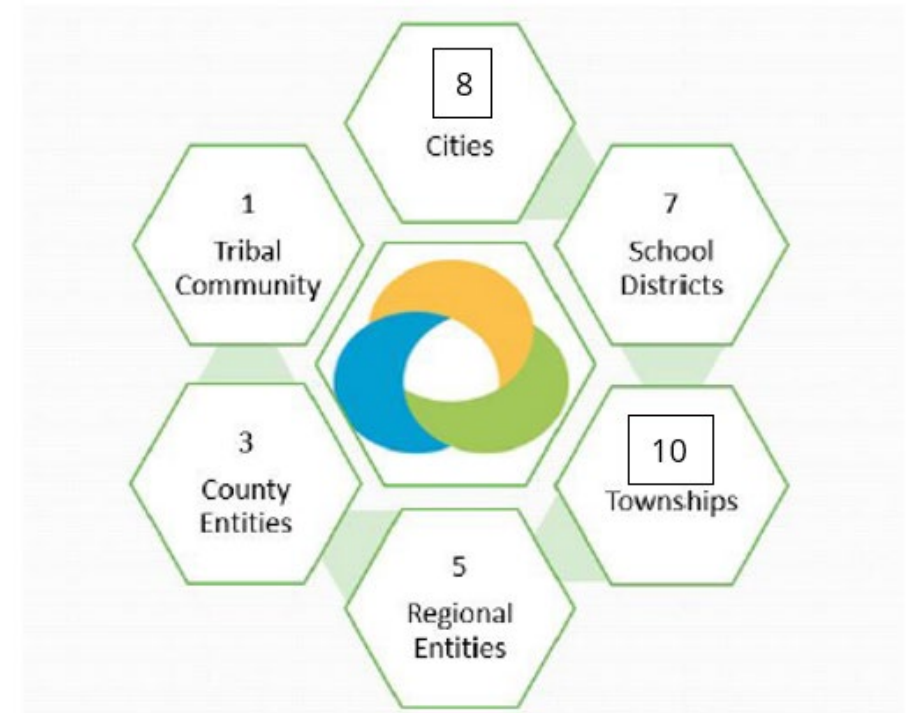 8
Cities
7
School
Districts
10
Townships
5
Regional
Entities
3
County
Entities
1
Tribal
Community